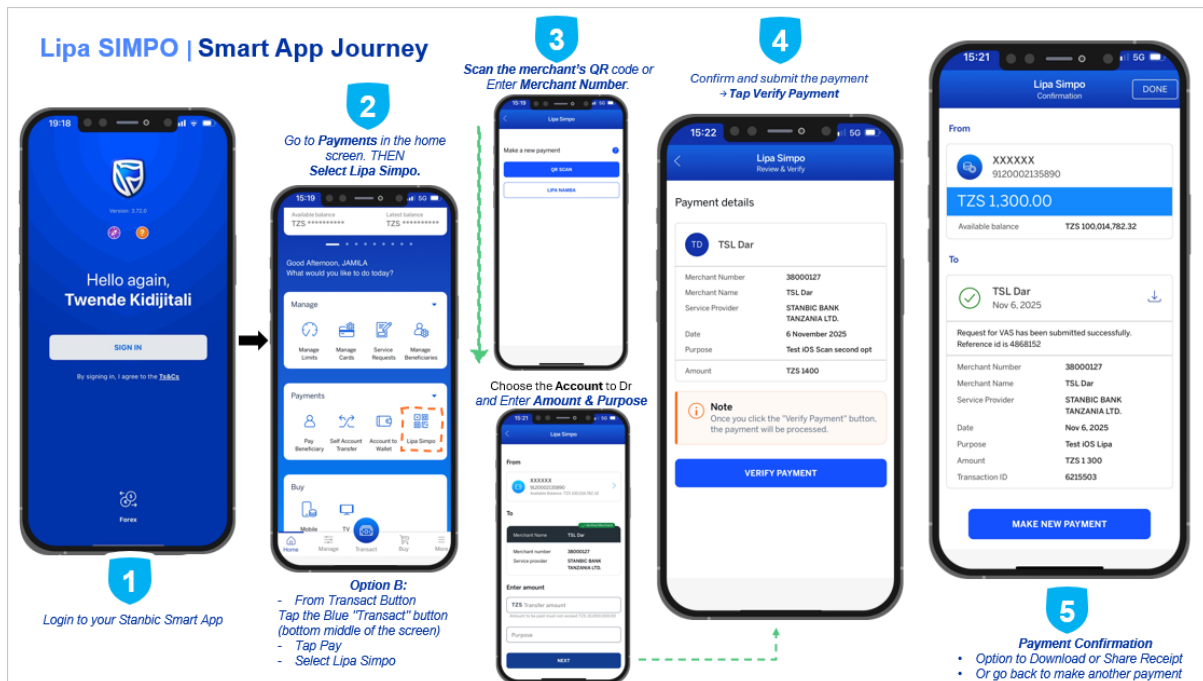 Lipa SIMPO | Smart App Journey
19:18
Version: 3.72.0
?
Hello again,
Twende Kidijitali
SIGN IN
By signing in, I agree to the Ts&Cs
Forex
1
Login to your Stanbic Smart App
2
Go to Payments in the home
screen. THEN
Select Lipa Simpo.
15:19
5G
Available balance
Latest balance
TZS **********
TZS **********
Good Afternoon, JAMILA
What would you like to do today?
Manage
Manage
Limits
Manage
Cards
Service
Requests
Manage
Beneficiaries
Payments
Pay
Beneficiary
Self Account
Transfer
Account to
Wallet
Lipa Simpo
Buy
Mobile
TV
Home
Manage
Transact
Buy
More
Option B:
- From Transact Button
Tap the Blue "Transact" button
(bottom middle of the screen)
- Tap Pay
- Select Lipa Simpo
3
Scan the merchant's QR code or
Enter Merchant Number.
15:19
5G
Lipa Simpo
Make a new payment
QR SCAN
LIPA NAMBA
Choose the Account to Dr
and Enter Amount & Purpose
15:21
5G
Lipa Simpo
From
XXXXXX
9120002135890
To
Merchant Name
TSL Dar
Merchant number
38000127
Service provider
STANBIC BANK
TANZANIA LTD.
Enter amount
TZS Transfer amount
Purpose
NEXT
4
Confirm and submit the payment
→ Tap Verify Payment
15:22
5G
Lipa Simpo
Review & Verify
Payment details
TD
TSL Dar
Merchant Number
38000127
Merchant Name
TSL Dar
Service Provider
STANBIC BANK
TANZANIA LTD.
Date
6 November 2025
Purpose
Test iOS Scan second opt
Amount
TZS 1400
Note
Once you click the "Verify Payment" button,
the payment will be processed.
VERIFY PAYMENT
15:21
5G
Lipa Simpo
Confirmation
DONE
From
XXXXXX
9120002135890
TZS 1,300.00
Available balance
TZS 100,014,782.32
To
TSL Dar
Nov 6, 2025
Request for VAS has been submitted successfully.
Reference id is 4868152
Merchant Number
38000127
Merchant Name
TSL Dar
Service Provider
STANBIC BANK
TANZANIA LTD.
Date
Nov 6, 2025
Purpose
Test iOS Lipa
Amount
TZS 1 300
Transaction ID
6215503
MAKE NEW PAYMENT
5
Payment Confirmation
• Option to Download or Share Receipt
• Or go back to make another payment